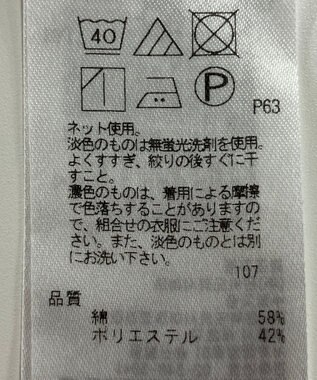 40
P
P63
ネット使用。
淡色のものは無蛍光洗剤を使用。
よくすすぎ、絞りの後すぐに干
すこと。
濃色のものは、着用による摩擦
で色落ちすることがありますの
で、組合せの衣服にご注意くだ
さい。また、淡色のものとは別
にお洗い下さい。
107
品質
綿 58%
ポリエステル 42%